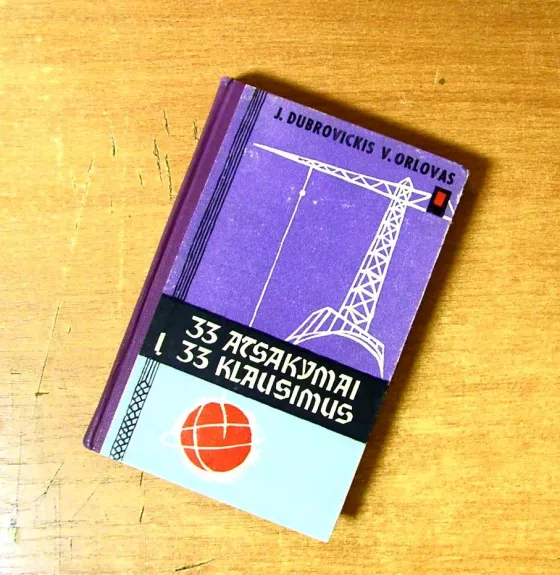 J. DUBROVICKIS V. ORLOVAS
33 ATSAKYMAI
Į 33 KLAUSIMUS